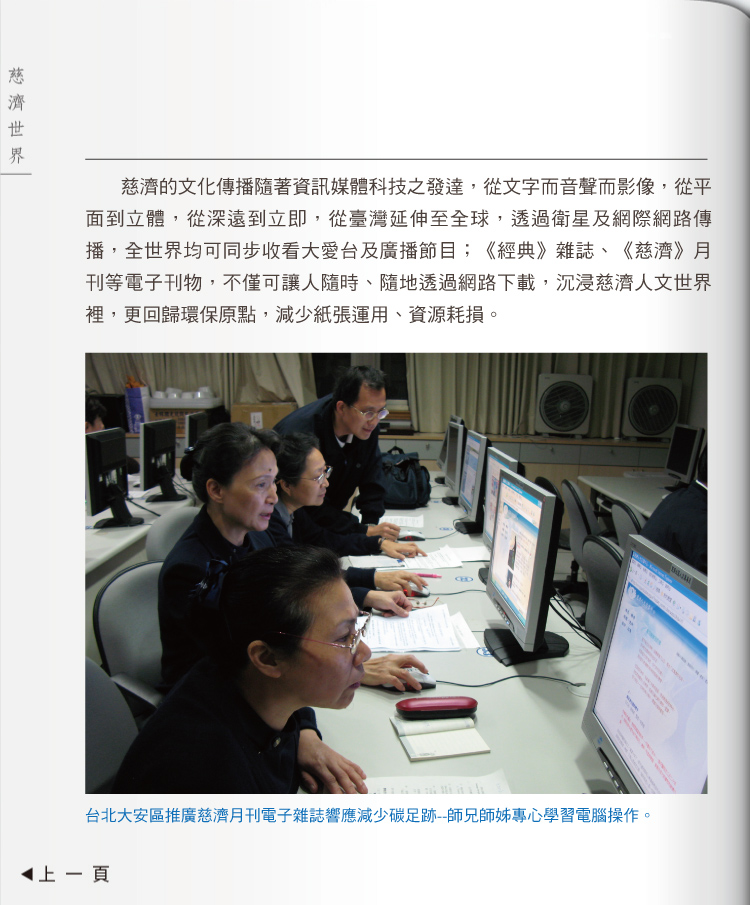 慈濟世界
慈濟的文化傳播隨著資訊媒體科技之發達，從文字而音聲而影像，從平
面到立體，從深遠到立即，從臺灣延伸至全球，透過衛星及網際網路傳
播，全世界均可同步收看大愛台及廣播節目；《經典》雜誌、《慈濟》月
刊等電子刊物，不僅可讓人隨時、隨地透過網路下載，沉浸慈濟人文世界
裡，更回歸環保原點，減少紙張運用、資源耗損。
台北大安區推廣慈濟月刊電子雜誌響應減少碳足跡--師兄師姊專心學習電腦操作。
◀上一頁